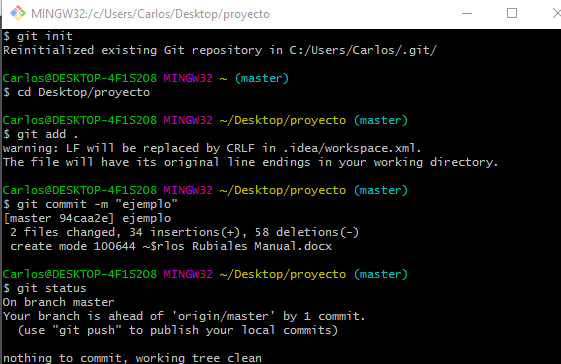 MINGW32:/c/Users/Carlos/Desktop/proyecto
$ git init
Reinitialized existing Git repository in C:/Users/Carlos/.git/
Carlos@DESKTOP-4F1S2O8 MINGW32 ~ (master)
$ cd Desktop/proyecto
Carlos@DESKTOP-4F1S2O8 MINGW32 ~/Desktop/proyecto (master)
$ git add .
warning: LF will be replaced by CRLF in .idea/workspace.xml.
The file will have its original line endings in your working directory.
Carlos@DESKTOP-4F1S2O8 MINGW32 ~/Desktop/proyecto (master)
$ git commit -m "ejemplo"
[master 94caa2e] ejemplo
 2 files changed, 34 insertions(+), 58 deletions(-)
 create mode 100644 ~$rlos Rubiales Manual.docx
Carlos@DESKTOP-4F1S2O8 MINGW32 ~/Desktop/proyecto (master)
$ git status
On branch master
Your branch is ahead of 'origin/master' by 1 commit.
  (use "git push" to publish your local commits)
nothing to commit, working tree clean